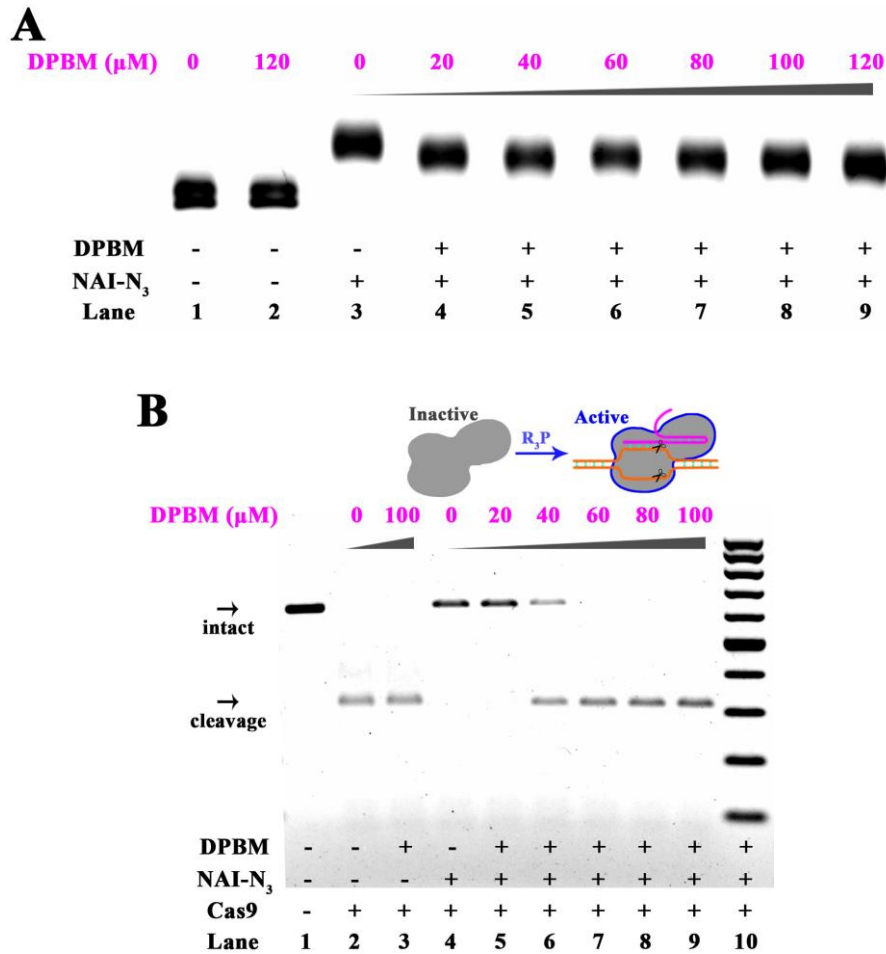 A
DPBM (μM) 0 120 0 20 40 60 80 100 120
DPBM - - - + + + + + +
NAI-N₃ - - + + + + + + +
Lane 1 2 3 4 5 6 7 8 9
B
Inactive Active
R₃P
DPBM (μM) 0 100 0 20 40 60 80 100
→
intact
→
cleavage
DPBM - - + - + + + + + +
NAI-N₃ - - - + + + + + + +
Cas9 - + + + + + + + + +
Lane 1 2 3 4 5 6 7 8 9 10